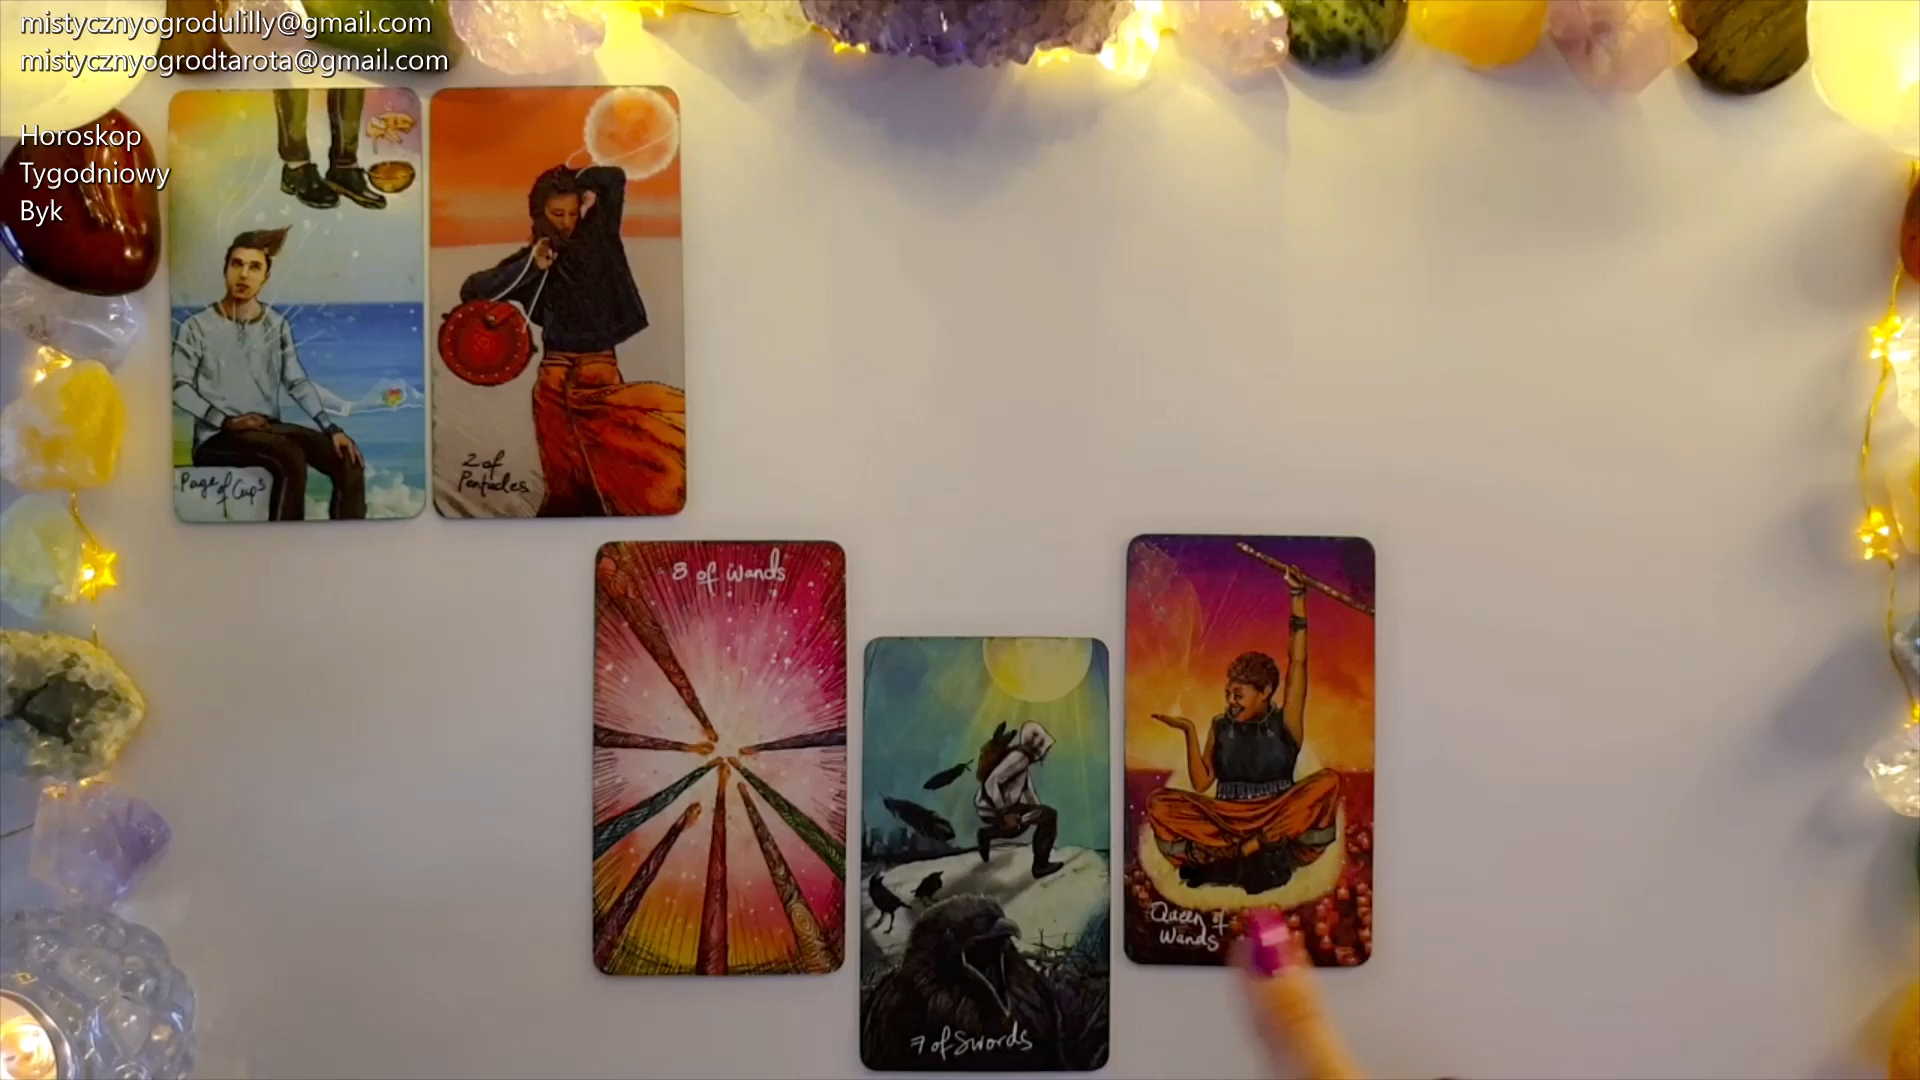 mistycznyogrodulilly@gmail.com
mistycznyogrodtarota@gmail.com
Horoskop
Tygodniowy
Byk
Page of Cups
2 of
Pentacles
8 of Wands
7 of Swords
Queen of
Wands